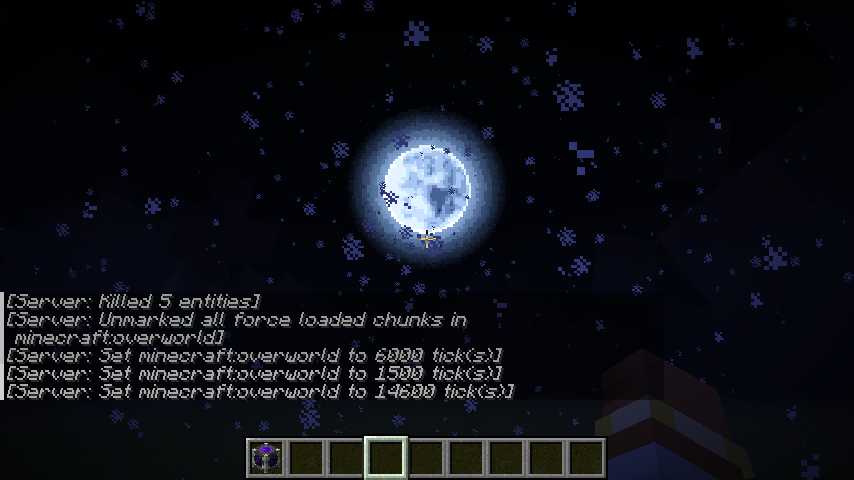 [Server: Killed 5 entities]
[Server: Unmarked all force loaded chunks in
minecraft:overworld]
[Server: Set minecraft:overworld to 6000 tick(s)]
[Server: Set minecraft:overworld to 1500 tick(s)]
[Server: Set minecraft:overworld to 14600 tick(s)]